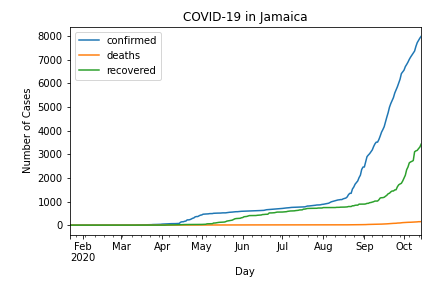 COVID-19 in Jamaica
confirmed
deaths
recovered
Number of Cases
8000
7000
6000
5000
4000
3000
2000
1000
0
Feb Mar Apr May Jun Jul Aug Sep Oct
2020
Day